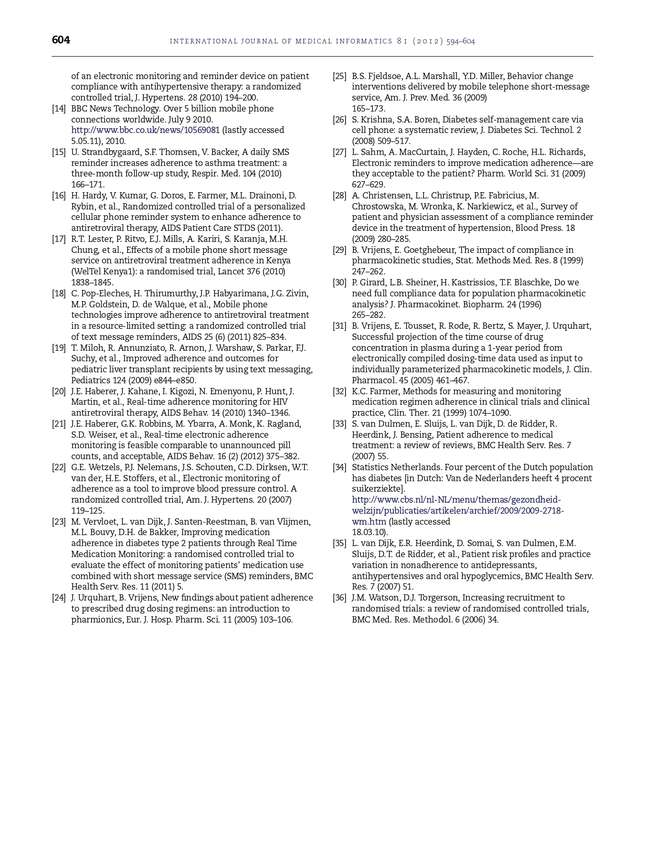 604
INTERNATIONAL JOURNAL OF MEDICAL INFORMATICS 81 (2012) 594–604
of an electronic monitoring and reminder device on patient
compliance with antihypertensive therapy: a randomized
controlled trial, J. Hypertens. 28 (2010) 194–200.
[14] BBC News Technology. Over 5 billion mobile phone
connections worldwide. July 9 2010.
http://www.bbc.co.uk/news/10569081 (lastly accessed
5.05.11), 2010.
[15] U. Strandbygaard, S.F. Thomsen, V. Backer, A daily SMS
reminder increases adherence to asthma treatment: a
three-month follow-up study, Respir. Med. 104 (2010)
166–171.
[16] H. Hardy, V. Kumar, G. Doros, E. Farmer, M.L. Drainoni, D.
Rybin, et al., Randomized controlled trial of a personalized
cellular phone reminder system to enhance adherence to
antiretroviral therapy, AIDS Patient Care STDS (2011).
[17] R.T. Lester, P. Ritvo, E.J. Mills, A. Kariri, S. Karanja, M.H.
Chung, et al., Effects of a mobile phone short message
service on antiretroviral treatment adherence in Kenya
(WelTel Kenya1): a randomised trial, Lancet 376 (2010)
1838–1845.
[18] C. Pop-Eleches, H. Thirumurthy, J.P. Habyarimana, J.G. Zivin,
M.P. Goldstein, D. de Walque, et al., Mobile phone
technologies improve adherence to antiretroviral treatment
in a resource-limited setting: a randomized controlled trial
of text message reminders, AIDS 25 (6) (2011) 825–834.
[19] T. Miloh, R. Annunziato, R. Arnon, J. Warshaw, S. Parkar, F.J.
Suchy, et al., Improved adherence and outcomes for
pediatric liver transplant recipients by using text messaging,
Pediatrics 124 (2009) e844–e850.
[20] J.E. Haberer, J. Kahane, I. Kigozi, N. Emenyonu, P. Hunt, J.
Martin, et al., Real-time adherence monitoring for HIV
antiretroviral therapy, AIDS Behav. 14 (2010) 1340–1346.
[21] J.E. Haberer, G.K. Robbins, M. Ybarra, A. Monk, K. Ragland,
S.D. Weiser, et al., Real-time electronic adherence
monitoring is feasible comparable to unannounced pill
counts, and acceptable, AIDS Behav. 16 (2) (2012) 375–382.
[22] G.E. Wetzels, P.J. Nelemans, J.S. Schouten, C.D. Dirksen, W.T.
van der, H.E. Stoffers, et al., Electronic monitoring of
adherence as a tool to improve blood pressure control. A
randomized controlled trial, Am. J. Hypertens. 20 (2007)
119–125.
[23] M. Vervloet, L. van Dijk, J. Santen-Reestman, B. van Vlijmen,
M.L. Bouvy, D.H. de Bakker, Improving medication
adherence in diabetes type 2 patients through Real Time
Medication Monitoring: a randomised controlled trial to
evaluate the effect of monitoring patients' medication use
combined with short message service (SMS) reminders, BMC
Health Serv. Res. 11 (2011) 5.
[24] J. Urquhart, B. Vrijens, New findings about patient adherence
to prescribed drug dosing regimens: an introduction to
pharmionics, Eur. J. Hosp. Pharm. Sci. 11 (2005) 103–106.
[25] B.S. Fjeldsoe, A.L. Marshall, Y.D. Miller, Behavior change
interventions delivered by mobile telephone short-message
service, Am. J. Prev. Med. 36 (2009)
165–173.
[26] S. Krishna, S.A. Boren, Diabetes self-management care via
cell phone: a systematic review, J. Diabetes Sci. Technol. 2
(2008) 509–517.
[27] L. Sahm, A. MacCurtain, J. Hayden, C. Roche, H.L. Richards,
Electronic reminders to improve medication adherence—are
they acceptable to the patient? Pharm. World Sci. 31 (2009)
627–629.
[28] A. Christensen, L.L. Christrup, P.E. Fabricius, M.
Chrostowska, M. Wronka, K. Narkiewicz, et al., Survey of
patient and physician assessment of a compliance reminder
device in the treatment of hypertension, Blood Press. 18
(2009) 280–285.
[29] B. Vrijens, E. Goetghebeur, The impact of compliance in
pharmacokinetic studies, Stat. Methods Med. Res. 8 (1999)
247–262.
[30] P. Girard, L.B. Sheiner, H. Kastrissios, T.F. Blaschke, Do we
need full compliance data for population pharmacokinetic
analysis? J. Pharmacokinet. Biopharm. 24 (1996)
265–282.
[31] B. Vrijens, E. Tousset, R. Rode, R. Bertz, S. Mayer, J. Urquhart,
Successful projection of the time course of drug
concentration in plasma during a 1-year period from
electronically compiled dosing-time data used as input to
individually parameterized pharmacokinetic models, J. Clin.
Pharmacol. 45 (2005) 461–467.
[32] K.C. Farmer, Methods for measuring and monitoring
medication regimen adherence in clinical trials and clinical
practice, Clin. Ther. 21 (1999) 1074–1090.
[33] S. van Dulmen, E. Sluijs, L. van Dijk, D. de Ridder, R.
Heerdink, J. Bensing, Patient adherence to medical
treatment: a review of reviews, BMC Health Serv. Res. 7
(2007) 55.
[34] Statistics Netherlands. Four percent of the Dutch population
has diabetes [in Dutch: Van de Nederlanders heeft 4 procent
suikerziekte].
http://www.cbs.nl/nl-NL/menu/themas/gezondheid-
welzijn/publicaties/artikelen/archief/2009/2009-2718-
wm.htm (lastly accessed
18.03.10).
[35] L. van Dijk, E.R. Heerdink, D. Somai, S. van Dulmen, E.M.
Sluijs, D.T. de Ridder, et al., Patient risk profiles and practice
variation in nonadherence to antidepressants,
antihypertensives and oral hypoglycemics, BMC Health Serv.
Res. 7 (2007) 51.
[36] J.M. Watson, D.J. Torgerson, Increasing recruitment to
randomised trials: a review of randomised controlled trials,
BMC Med. Res. Methodol. 6 (2006) 34.